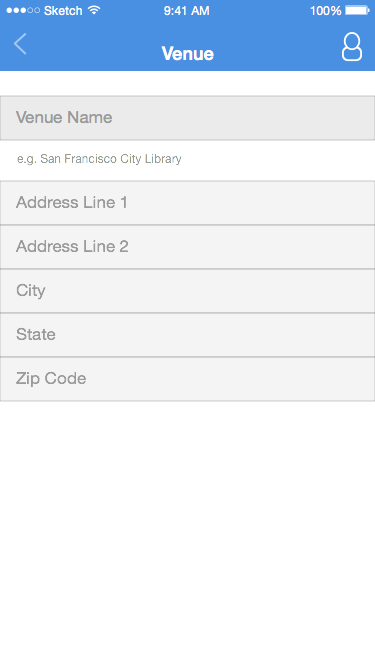 Sketch 9:41 AM 100%
Venue
Venue Name
e.g. San Francisco City Library
Address Line 1
Address Line 2
City
State
Zip Code